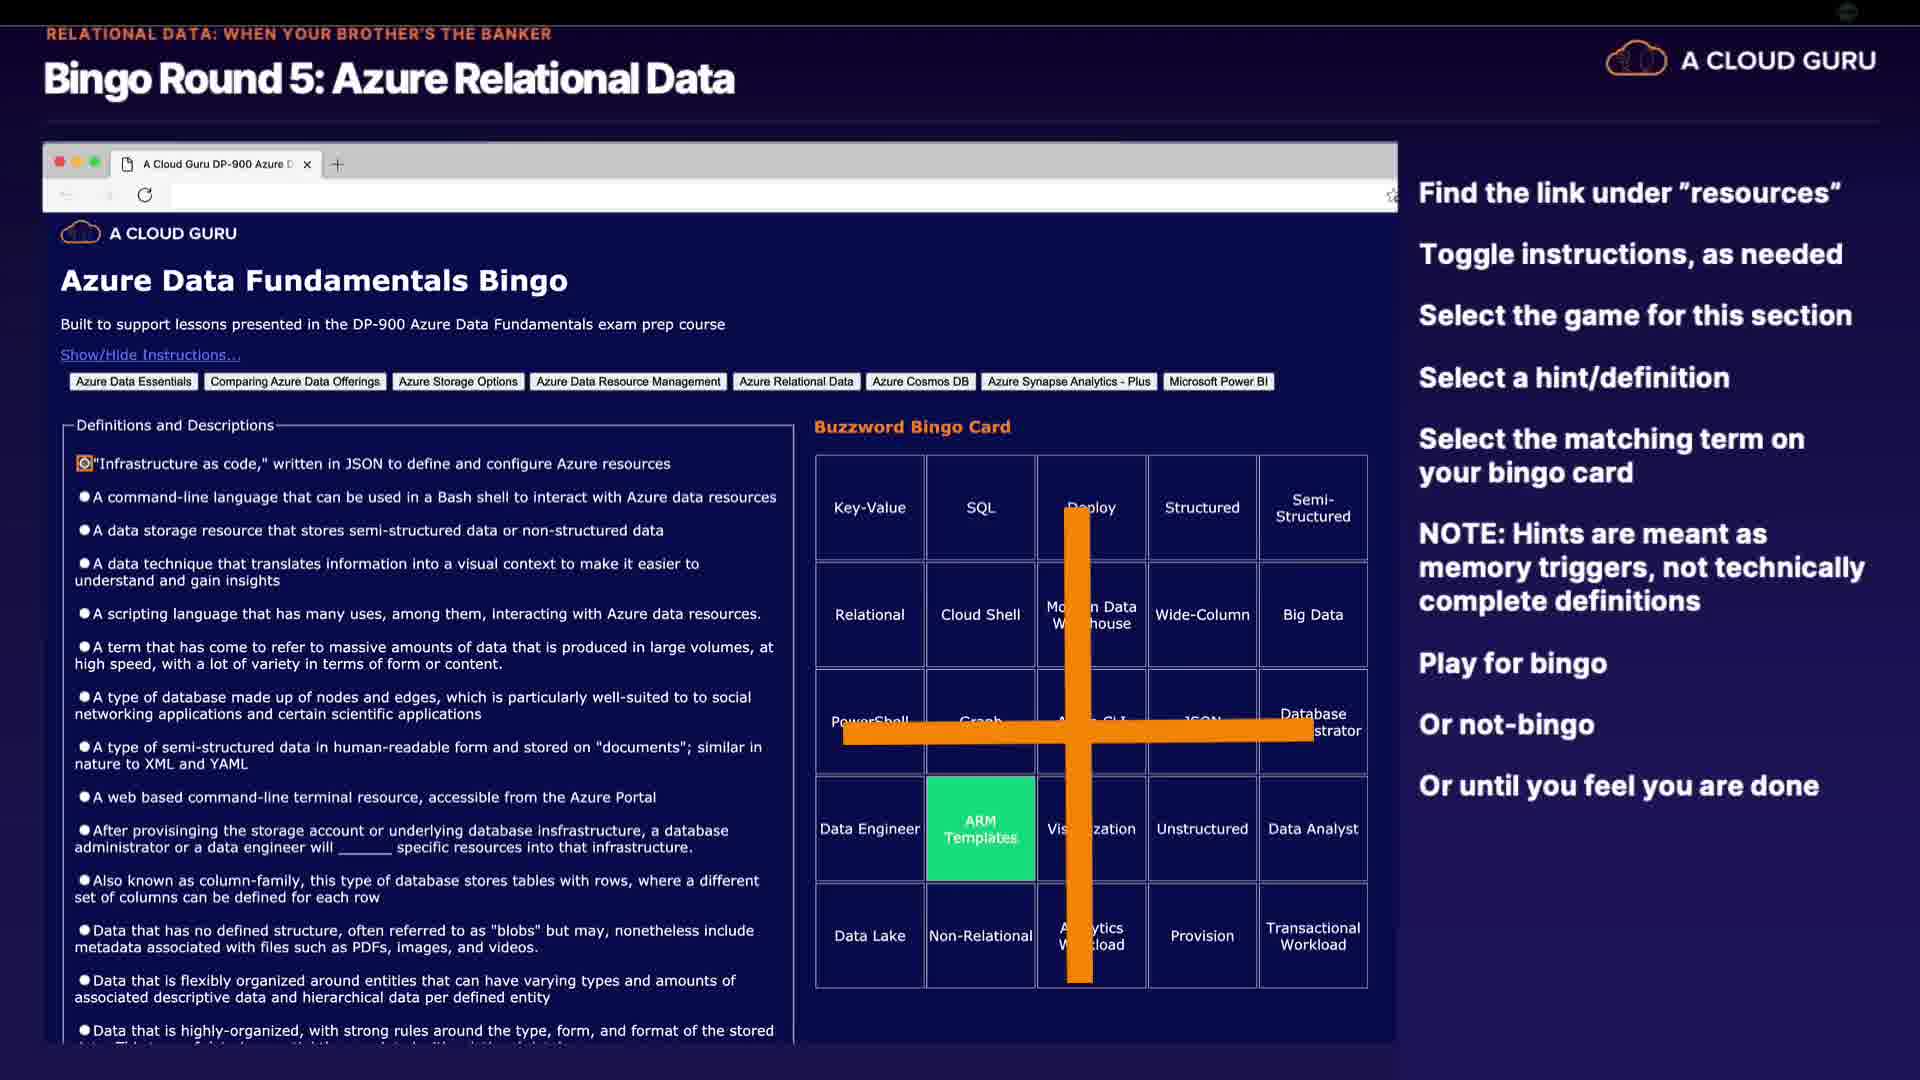 RELATIONAL DATA: WHEN YOUR BROTHER'S THE BANKER
Bingo Round 5: Azure Relational Data
A CLOUD GURU
A Cloud Guru DP-900 Azure D
A CLOUD GURU
Azure Data Fundamentals Bingo
Built to support lessons presented in the DP-900 Azure Data Fundamentals exam prep course
Show/Hide Instructions...
Azure Data Essentials
Comparing Azure Data Offerings
Azure Storage Options
Azure Data Resource Management
Azure Relational Data
Azure Cosmos DB
Azure Synapse Analytics - Plus
Microsoft Power BI
Definitions and Descriptions
"Infrastructure as code," written in JSON to define and configure Azure resources
A command-line language that can be used in a Bash shell to interact with Azure data resources
A data storage resource that stores semi-structured data or non-structured data
A data technique that translates information into a visual context to make it easier to
understand and gain insights
A scripting language that has many uses, among them, interacting with Azure data resources.
A term that has come to refer to massive amounts of data that is produced in large volumes, at
high speed, with a lot of variety in terms of form or content.
A type of database made up of nodes and edges, which is particularly well-suited to to social
networking applications and certain scientific applications
A type of semi-structured data in human-readable form and stored on "documents"; similar in
nature to XML and YAML
A web based command-line terminal resource, accessible from the Azure Portal
After provisinging the storage account or underlying database insfrastructure, a database
administrator or a data engineer will ______ specific resources into that infrastructure.
Also known as column-family, this type of database stores tables with rows, where a different
set of columns can be defined for each row
Data that has no defined structure, often referred to as "blobs" but may, nonetheless include
metadata associated with files such as PDFs, images, and videos.
Data that is flexibly organized around entities that can have varying types and amounts of
associated descriptive data and hierarchical data per defined entity
Data that is highly-organized, with strong rules around the type, form, and format of the stored
Buzzword Bingo Card
Key-Value
SQL
Deploy
Structured
Semi-
Structured
Relational
Cloud Shell
Modern Data
Warehouse
Wide-Column
Big Data
PowerShell
Graph
CLI
JSON
Database
Data Engineer
ARM
Templates
Visualization
Unstructured
Data Analyst
Data Lake
Non-Relational
Analytics
Workload
Provision
Transactional
Workload
Find the link under "resources"
Toggle instructions, as needed
Select the game for this section
Select a hint/definition
Select the matching term on
your bingo card
NOTE: Hints are meant as
memory triggers, not technically
complete definitions
Play for bingo
Or not-bingo
Or until you feel you are done